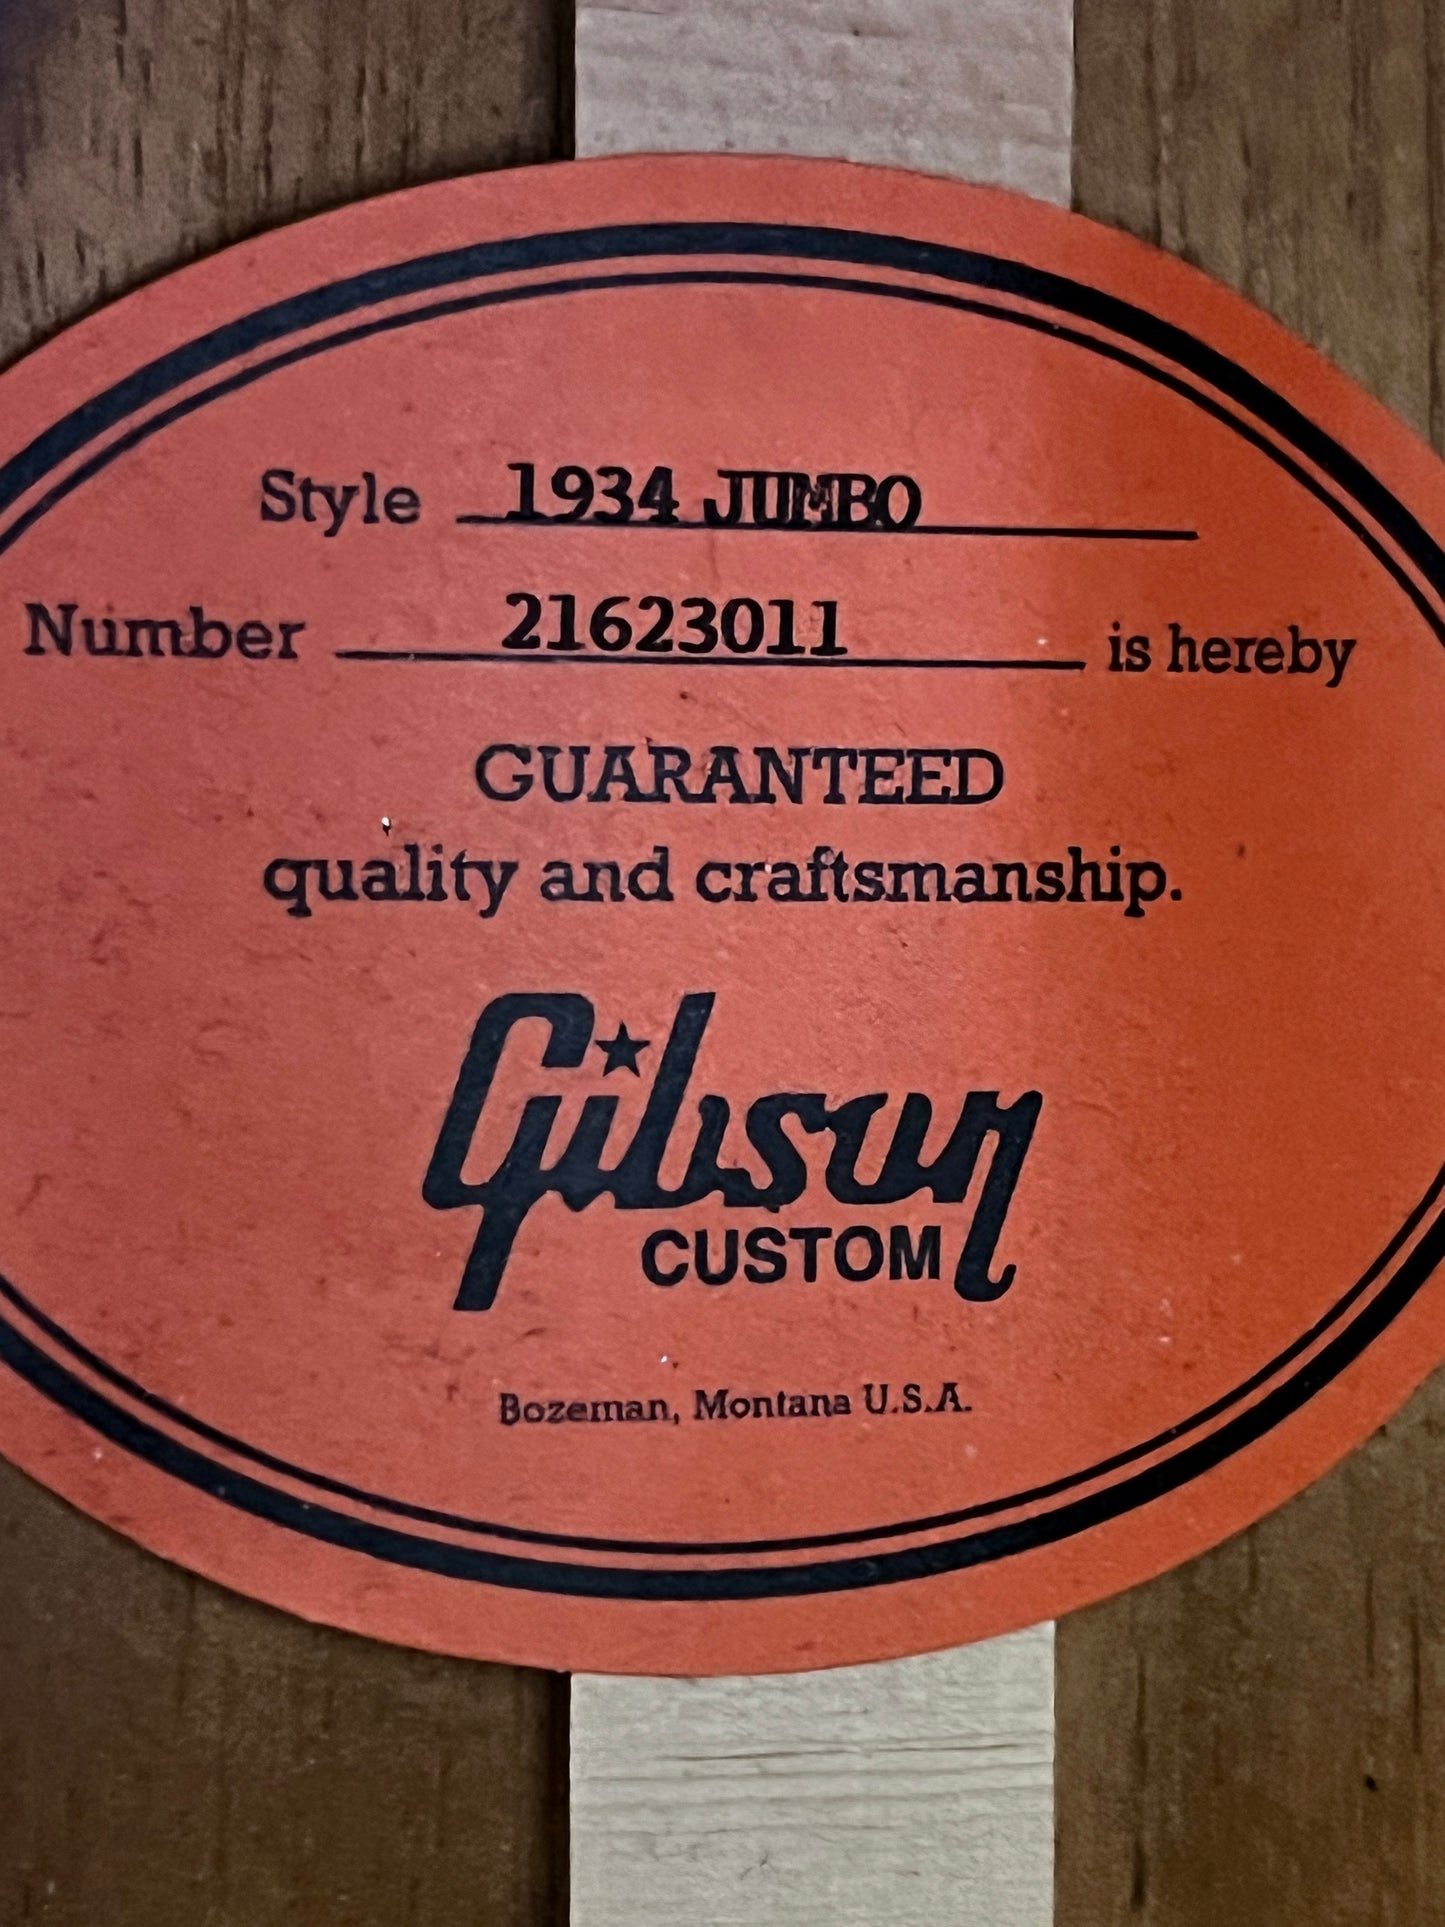 Style 1934 JUMBO
Number 21623011 is hereby
GUARANTEED
quality and craftsmanship.
Gibson
CUSTOM
Bozeman, Montana U.S.A.